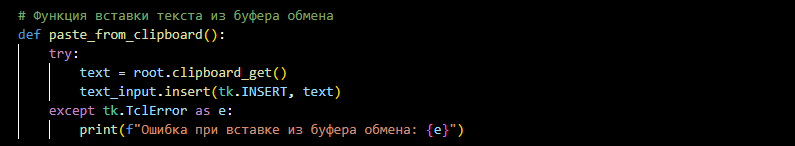 # Функция вставки текста из буфера обмена
def paste_from_clipboard():
    try:
        text = root.clipboard_get()
        text_input.insert(tk.INSERT, text)
    except tk.TclError as e:
        print(f"Ошибка при вставке из буфера обмена: {e}")